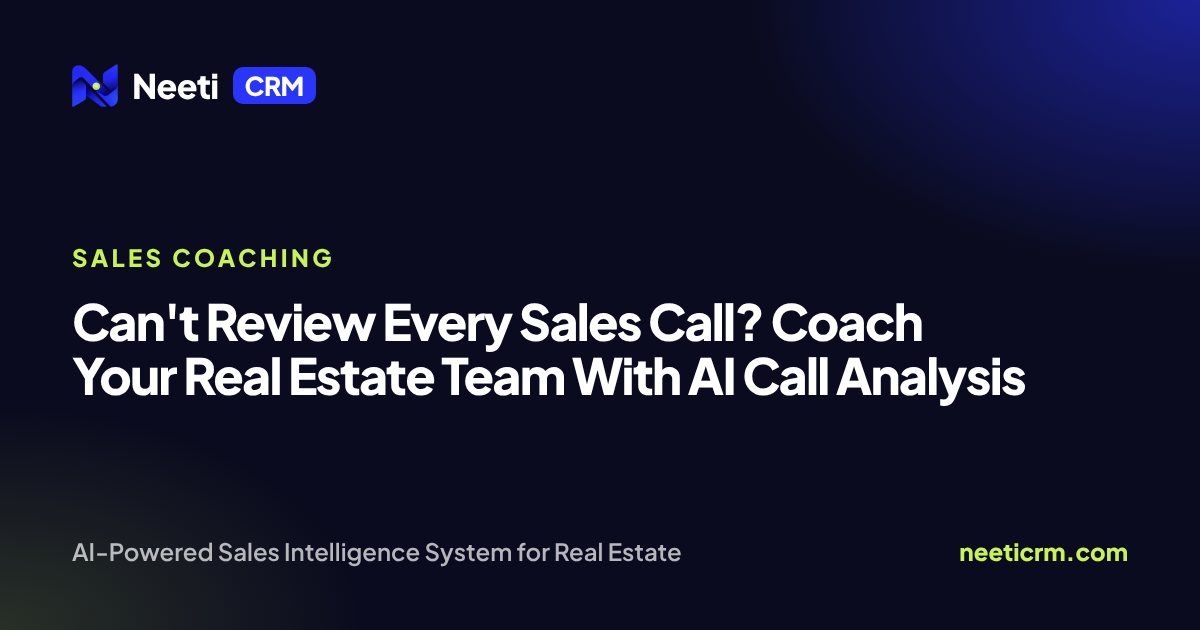 Neeti CRM
SALES COACHING
Can't Review Every Sales Call? Coach
Your Real Estate Team With AI Call Analysis
AI-Powered Sales Intelligence System for Real Estate
neeticrm.com